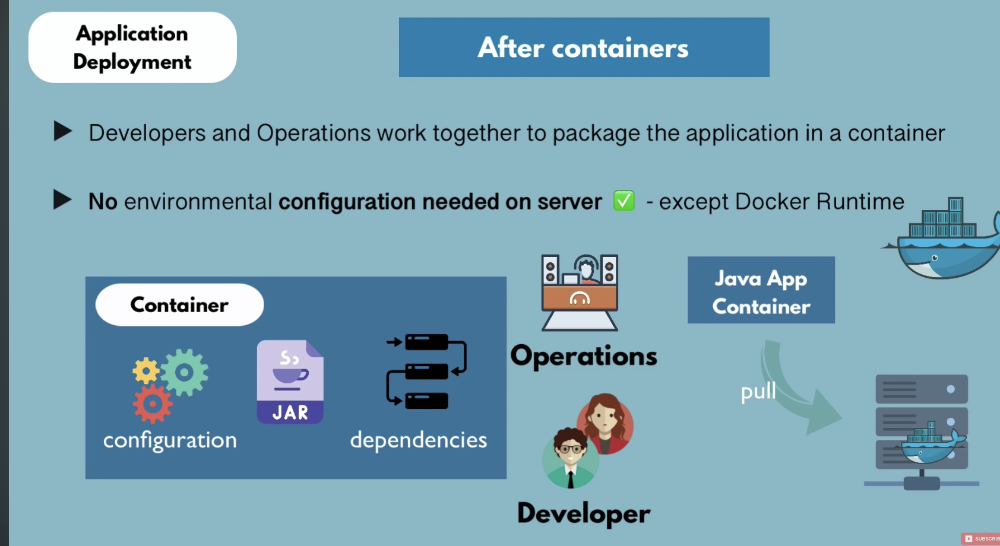 Application
Deployment
After containers
Developers and Operations work together to package the application in a container
No environmental configuration needed on server ✅ - except Docker Runtime
Container
JAR
configuration
dependencies
Operations
Developer
Java App
Container
pull
SUBSCRIB